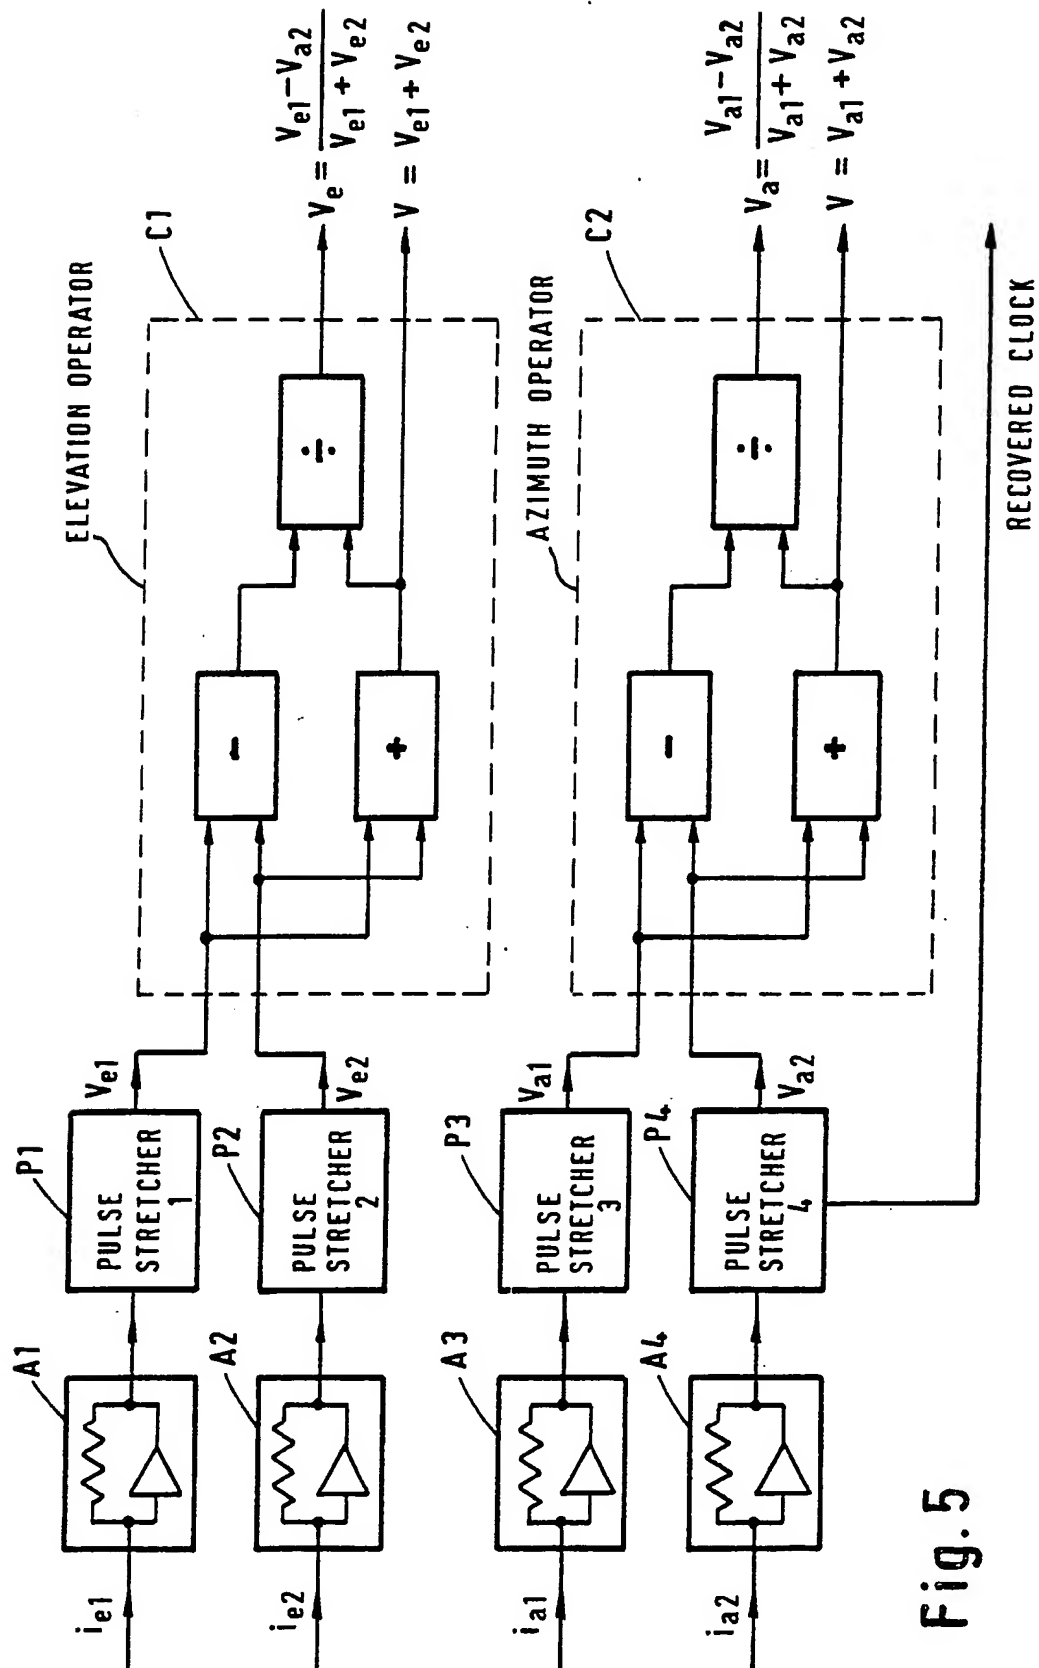 i_e1
A1
PULSE
STRETCHER
1
P1
V_e1
ELEVATION OPERATOR
C1
-
÷
+
V_e = (V_e1 - V_a2) / (V_e1 + V_e2)
V = V_e1 + V_e2
i_e2
A2
PULSE
STRETCHER
2
P2
V_e2
i_a1
A3
PULSE
STRETCHER
3
P3
V_a1
AZIMUTH OPERATOR
C2
-
÷
+
V_a = (V_a1 - V_a2) / (V_a1 + V_a2)
V = V_a1 + V_a2
i_a2
A4
PULSE
STRETCHER
4
P4
V_a2
RECOVERED CLOCK
Fig. 5